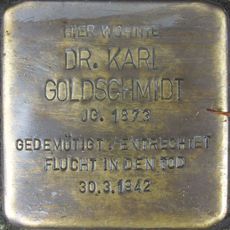 HIER WOHNTE
DR. KARL
GOLDSCHMIDT
JG. 1873
GEDEMÜTIGT / ENTRECHTET
FLUCHT IN DEN TOD
30.3.1942